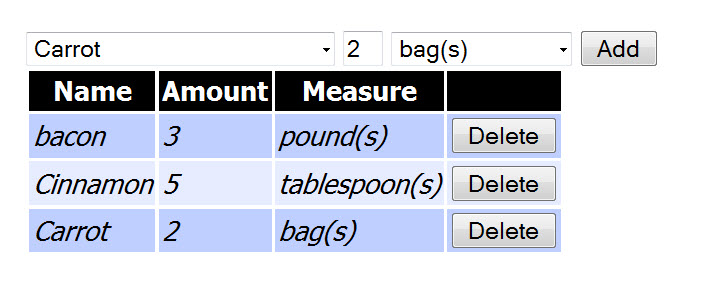 Carrot 2 bag(s) Add
Name Amount Measure
bacon 3 pound(s) Delete
Cinnamon 5 tablespoon(s) Delete
Carrot 2 bag(s) Delete